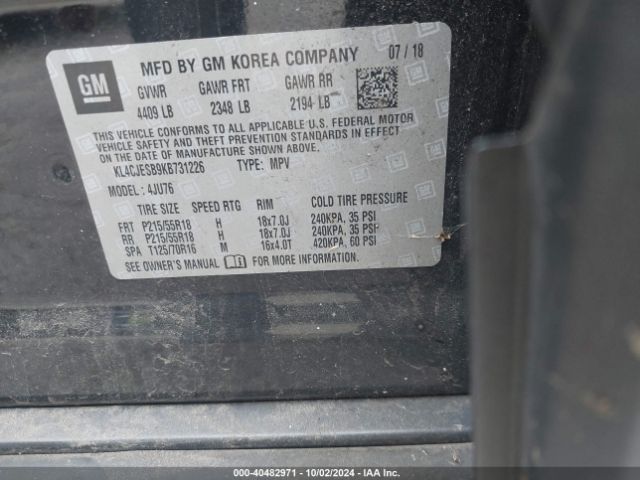 GM
MFD BY GM KOREA COMPANY 07 / 18
GVWR GAWR FRT GAWR RR
4409 LB 2348 LB 2194 LB
THIS VEHICLE CONFORMS TO ALL APPLICABLE U.S. FEDERAL MOTOR
VEHICLE SAFETY AND THEFT PREVENTION STANDARDS IN EFFECT
ON THE DATE OF MANUFACTURE SHOWN ABOVE.
KL4CJESB9KB731226 TYPE: MPV
MODEL: 4JU76
TIRE SIZE SPEED RTG RIM COLD TIRE PRESSURE
FRT P215/55R18 H 18x7.0J 240KPA, 35 PSI
RR P215/55R18 H 18x7.0J 240KPA, 35 PSI
SPA T125/70R16 M 16x4.0T 420KPA, 60 PSI
SEE OWNER'S MANUAL FOR MORE INFORMATION.
000-40482971 - 10/02/2024 - IAA Inc.